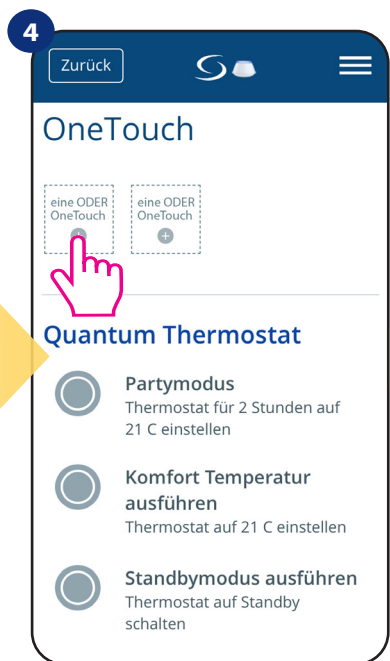 4
Zurück
OneTouch
eine ODER
OneTouch
eine ODER
OneTouch
Quantum Thermostat
Partymodus
Thermostat für 2 Stunden auf
21 C einstellen
Komfort Temperatur
ausführen
Thermostat auf 21 C einstellen
Standbymodus ausführen
Thermostat auf Standby
schalten